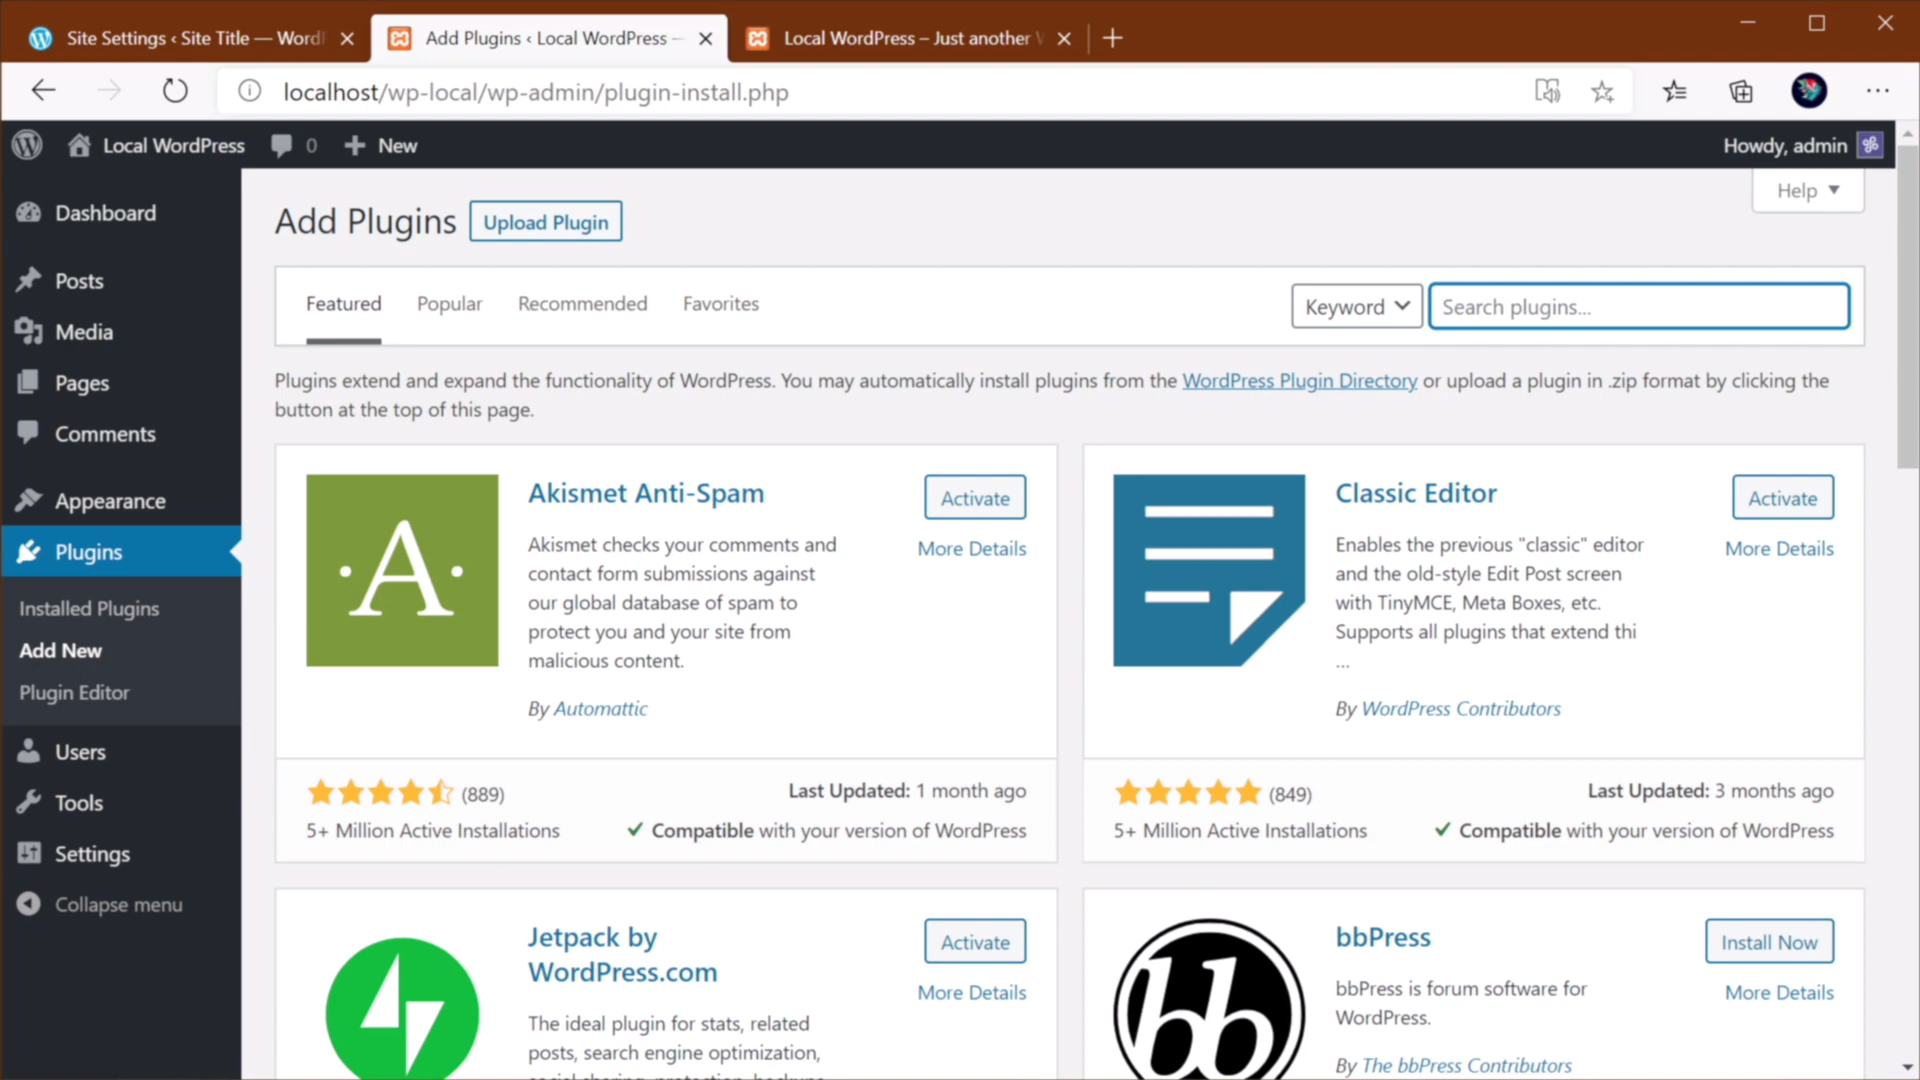 Site Settings ‹ Site Title — Word
Add Plugins ‹ Local WordPress —
Local WordPress – Just another
localhost/wp-local/wp-admin/plugin-install.php
Local WordPress
0
New
Howdy, admin
Help
Dashboard
Posts
Media
Pages
Comments
Appearance
Plugins
Installed Plugins
Add New
Plugin Editor
Users
Tools
Settings
Collapse menu
Add Plugins
Upload Plugin
Featured
Popular
Recommended
Favorites
Keyword
Search plugins...
Plugins extend and expand the functionality of WordPress. You may automatically install plugins from the WordPress Plugin Directory or upload a plugin in .zip format by clicking the
button at the top of this page.
A
Akismet Anti-Spam
Activate
More Details
Akismet checks your comments and
contact form submissions against
our global database of spam to
protect you and your site from
malicious content.
By Automattic
(889)
Last Updated: 1 month ago
5+ Million Active Installations
Compatible with your version of WordPress
Classic Editor
Activate
More Details
Enables the previous "classic" editor
and the old-style Edit Post screen
with TinyMCE, Meta Boxes, etc.
Supports all plugins that extend thi
...
By WordPress Contributors
(849)
Last Updated: 3 months ago
5+ Million Active Installations
Compatible with your version of WordPress
Jetpack by
WordPress.com
Activate
More Details
The ideal plugin for stats, related
posts, search engine optimization,
bb
bbPress
Install Now
More Details
bbPress is forum software for
WordPress.
By The bbPress Contributors